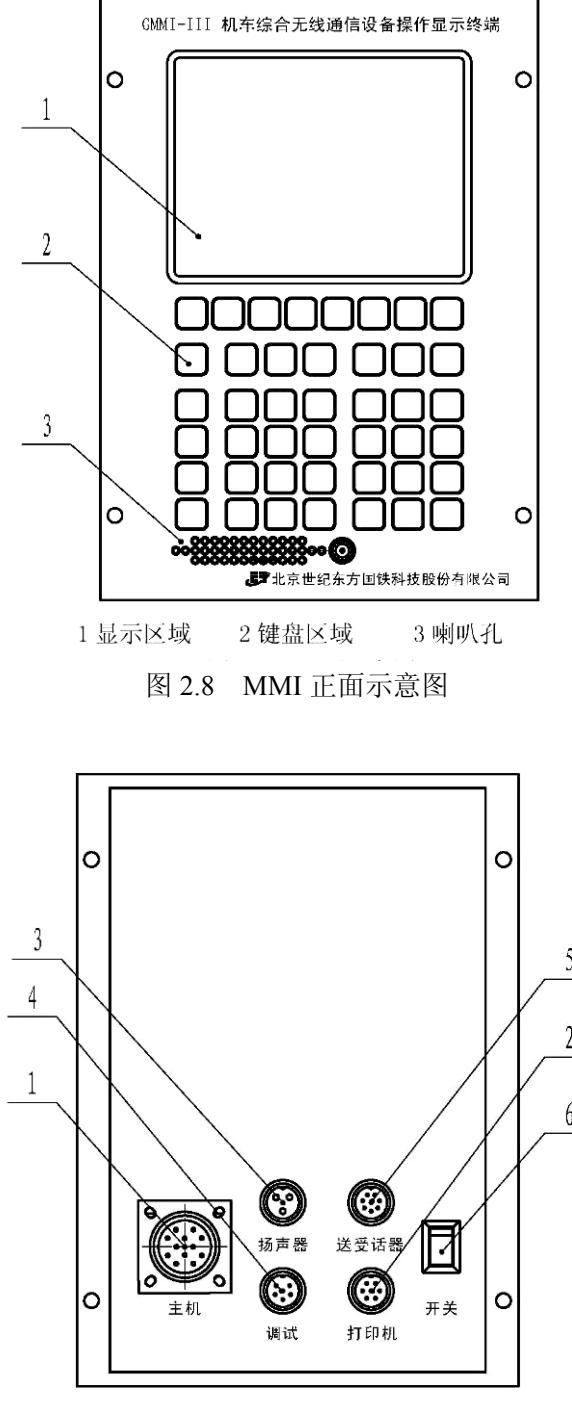 GMMI-III 机车综合无线通信设备操作显示终端
1
2
3
北京世纪东方国铁科技股份有限公司
1 显示区域 2 键盘区域 3 喇叭孔
图 2.8 MMI 正面示意图
3
5
4
2
1
6
扬声器 送受话器
主机 开关
调试 打印机